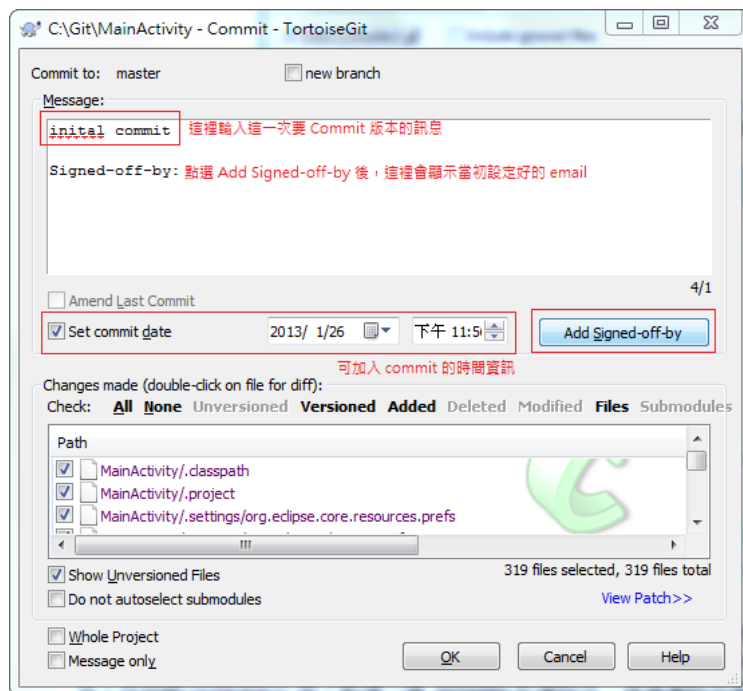 C:\Git\MainActivity - Commit - TortoiseGit
Commit to: master new branch
Message:
inital commit 這裡輸入這一次要 Commit 版本的訊息
Signed-off-by: 點選 Add Signed-off-by 後，這裡會顯示當初設定好的 email
4/1
Amend Last Commit
Set commit date 2013/ 1/26 下午 11:5 Add Signed-off-by
可加入 commit 的時間資訊
Changes made (double-click on file for diff):
Check: All None Unversioned Versioned Added Deleted Modified Files Submodules
Path
MainActivity/.classpath
MainActivity/.project
MainActivity/.settings/org.eclipse.core.resources.prefs
Show Unversioned Files 319 files selected, 319 files total
Do not autoselect submodules View Patch>>
Whole Project
Message only OK Cancel Help